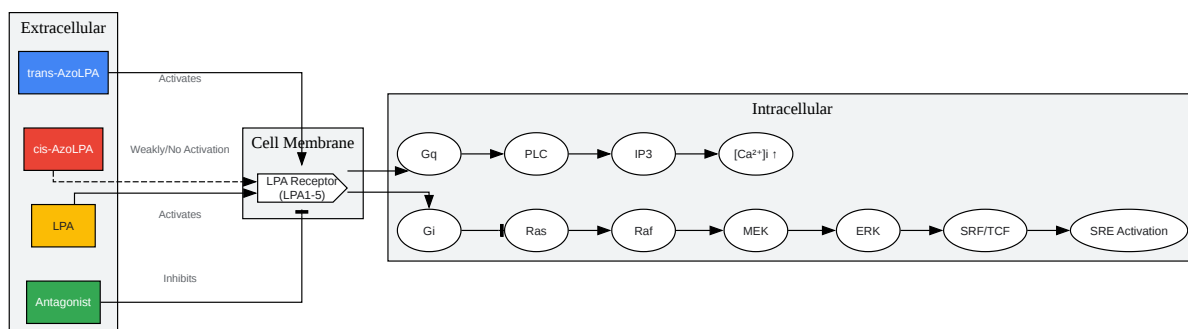 Extracellular
trans-AzoLPA
Activates
cis-AzoLPA
Weakly/No Activation
LPA
Activates
Antagonist
Inhibits
Cell Membrane
LPA Receptor
(LPA1-5)
Intracellular
Gq
PLC
IP3
[Ca²⁺]i ↑
Gi
Ras
Raf
MEK
ERK
SRF/TCF
SRE Activation